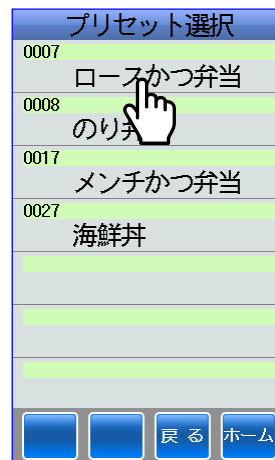 プリセット選択
0007
ロースかつ弁当
0008
のり弁
0017
メンチかつ弁当
0027
海鮮丼
戻る
ホーム